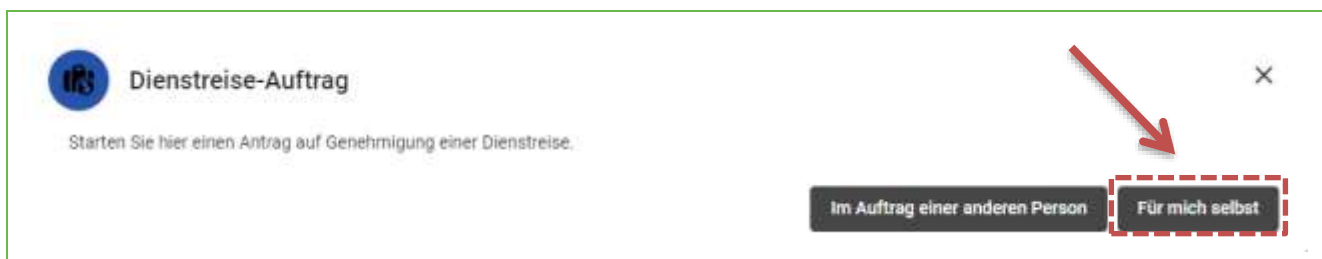 Dienstreise-Auftrag
Starten Sie hier einen Antrag auf Genehmigung einer Dienstreise.
Im Auftrag einer anderen Person Für mich selbst